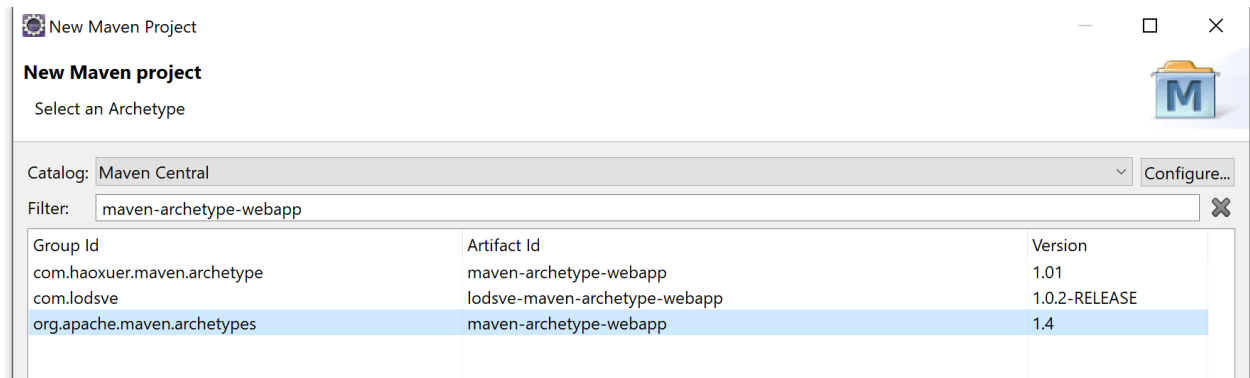 New Maven Project
New Maven project
Select an Archetype
M
Catalog: Maven Central Configure...
Filter: maven-archetype-webapp
Group Id Artifact Id Version
com.haoxuer.maven.archetype maven-archetype-webapp 1.01
com.lodsve lodsve-maven-archetype-webapp 1.0.2-RELEASE
org.apache.maven.archetypes maven-archetype-webapp 1.4